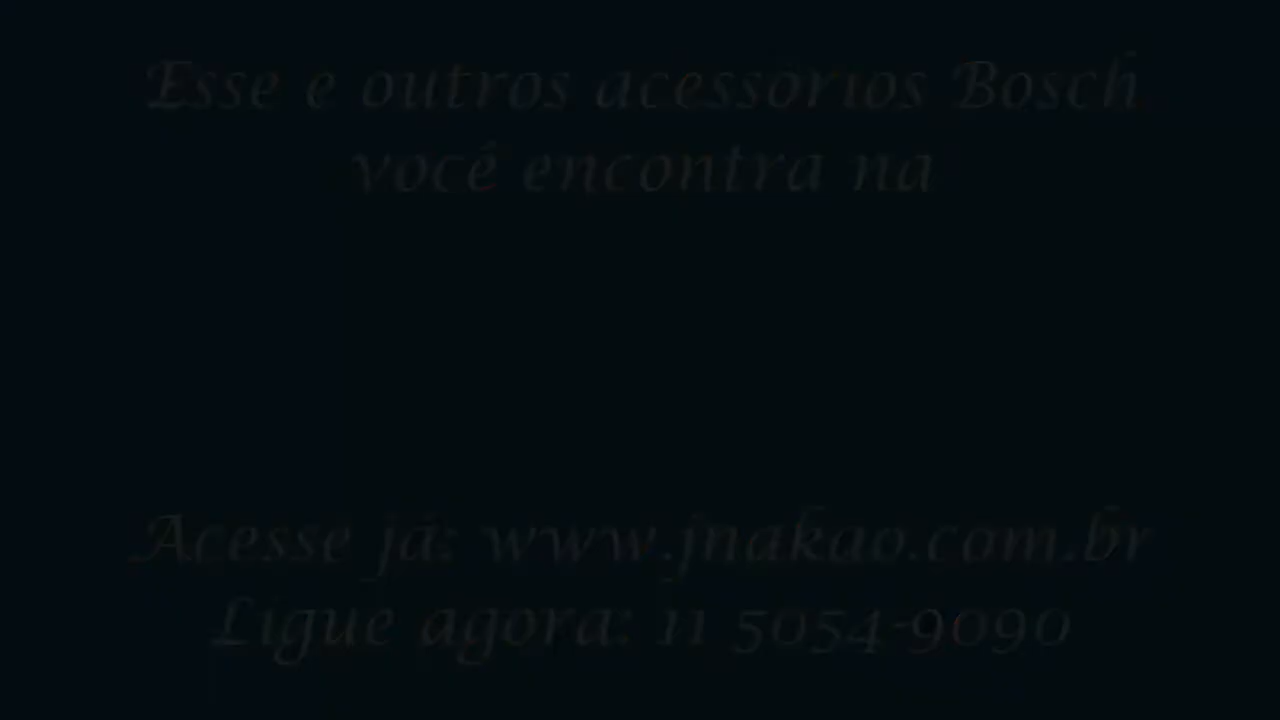 Esse e outros acessórios Bosch
você encontra na
Acesse já: www.jnakao.com.br
Ligue agora: 11 5054-9090